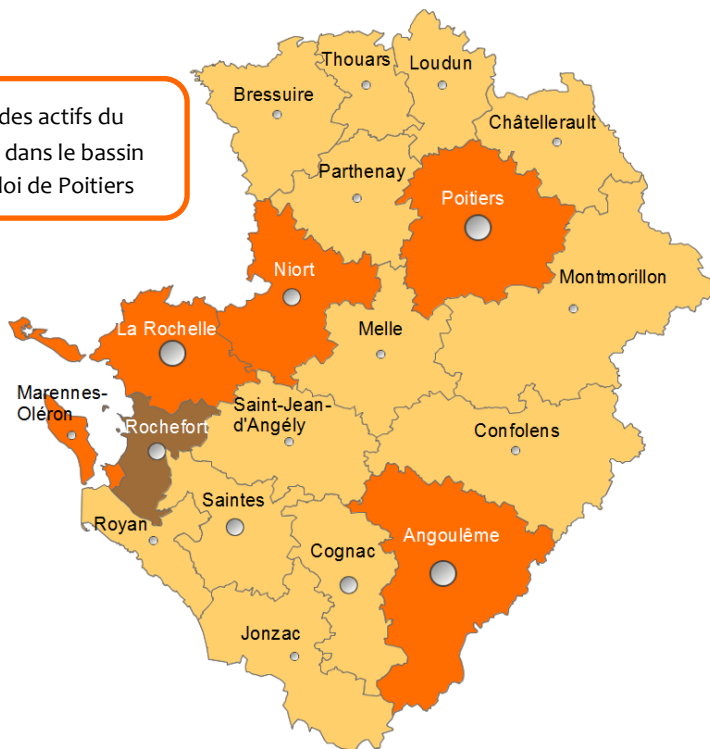 des actifs du
dans le bassin
loi de Poitiers
Thouars
Loudun
Bressuire
Châtellerault
Parthenay
Poitiers
Niort
Montmorillon
La Rochelle
Melle
Marennes-
Oléron
Rochefort
Saint-Jean-
d'Angély
Confolens
Saintes
Royan
Angoulême
Cognac
Jonzac